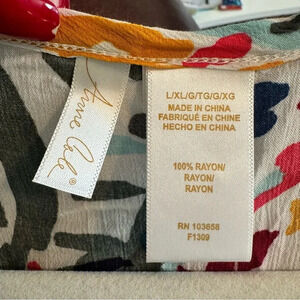 Anne Cole®
L/XL/G/TG/G/XG
MADE IN CHINA
FABRIQUÉ EN CHINE
HECHO EN CHINA
100% RAYON/
RAYON/
RAYON
RN 103658
F1309